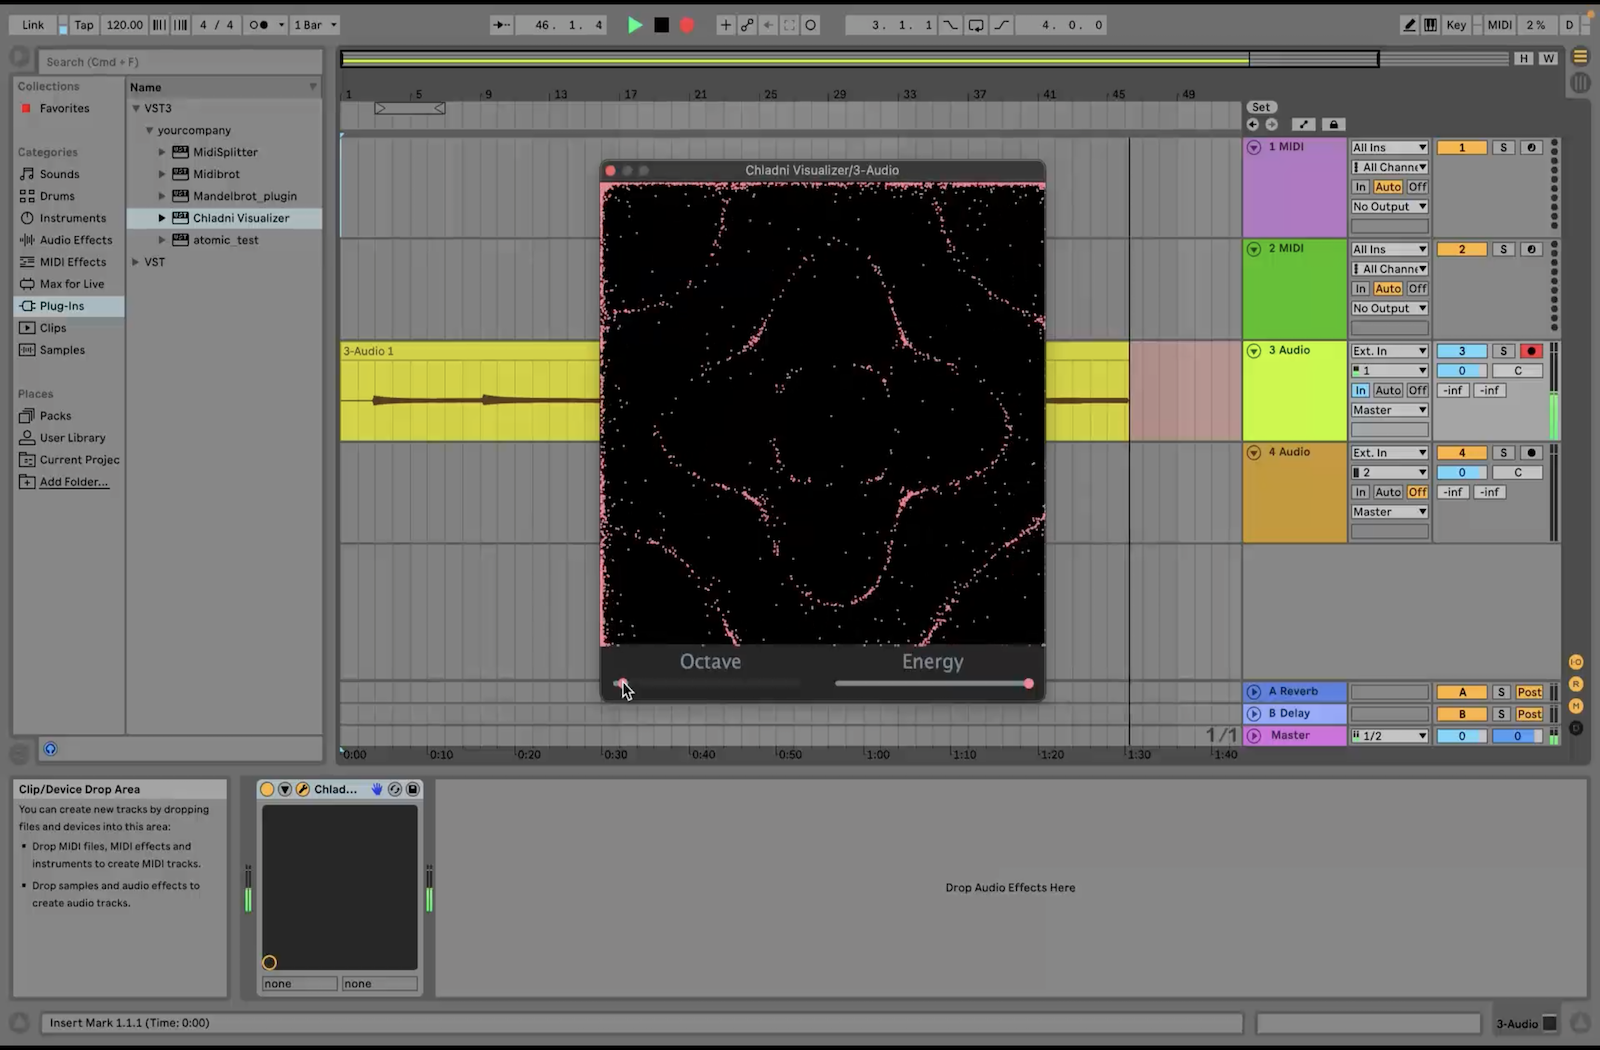 Link Tap 120.00 4 / 4 1 Bar 46. 1. 4 3. 1. 1 4. 0. 0 Key MIDI 2 % D
Search (Cmd + F)
H W
Collections
Favorites
Categories
Sounds
Drums
Instruments
Audio Effects
MIDI Effects
Max for Live
Plug-Ins
Clips
Samples
Places
Packs
User Library
Current Projec
Add Folder...
Name
VST3
yourcompany
MidiSplitter
Midibrot
Mandelbrot_plugin
Chladni Visualizer
atomic_test
VST
1 5 9 13 17 21 25 29 33 37 41 45 49
Set
3-Audio 1
Chladni Visualizer/3-Audio
Octave Energy
1 MIDI All Ins 1 S
All Channe
In Auto Off
No Output
2 MIDI All Ins 2 S
All Channe
In Auto Off
No Output
3 Audio Ext. In 3 S
1 0 C
In Auto Off -inf -inf
Master
4 Audio Ext. In 4 S
2 0 C
In Auto Off -inf -inf
Master
A Reverb A S Post
B Delay B S Post
1/1 Master 1/2 0 0
I·O
R
M
D
0:00 0:10 0:20 0:30 0:40 0:50 1:00 1:10 1:20 1:30 1:40
Clip/Device Drop Area
You can create new tracks by dropping
files and devices into this area:
▪ Drop MIDI files, MIDI effects and
instruments to create MIDI tracks.
▪ Drop samples and audio effects to
create audio tracks.
Chlad...
none none
Drop Audio Effects Here
Insert Mark 1.1.1 (Time: 0:00)
3-Audio